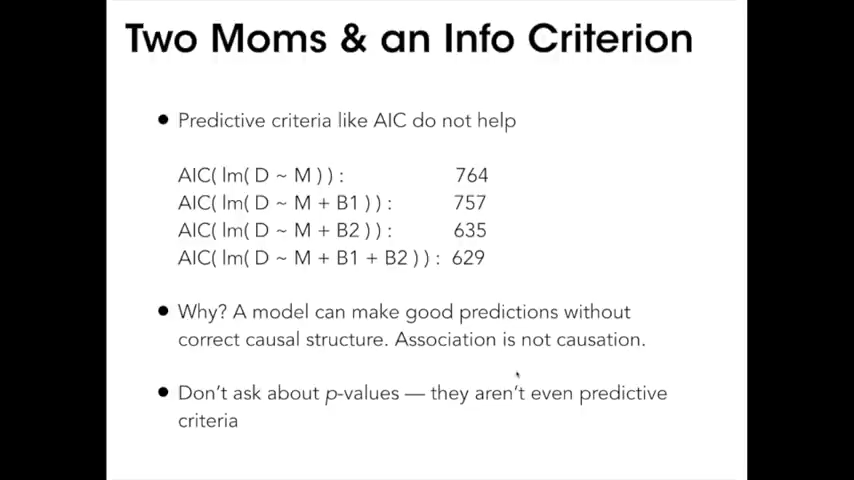 Two Moms & an Info Criterion
• Predictive criteria like AIC do not help
AIC( lm( D ~ M ) ) : 764
AIC( lm( D ~ M + B1 ) ) : 757
AIC( lm( D ~ M + B2 ) ) : 635
AIC( lm( D ~ M + B1 + B2 ) ) : 629
• Why? A model can make good predictions without
correct causal structure. Association is not causation.
• Don't ask about p-values — they aren't even predictive
criteria